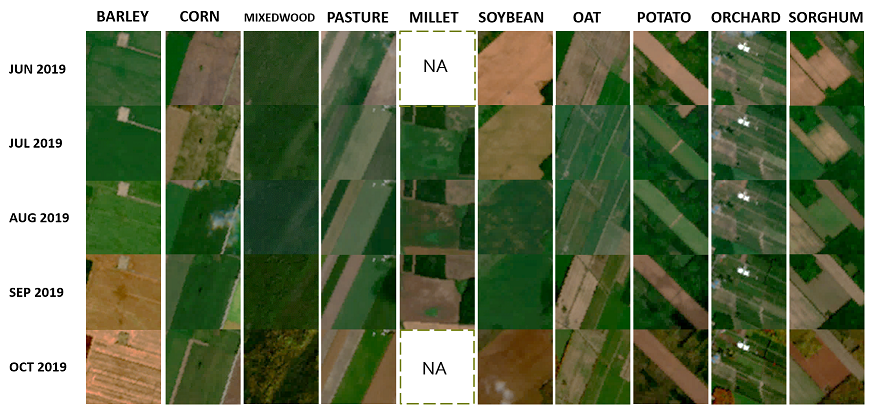 BARLEY CORN MIXEDWOOD PASTURE MILLET SOYBEAN OAT POTATO ORCHARD SORGHUM
JUN 2019 NA
JUL 2019
AUG 2019
SEP 2019
OCT 2019 NA